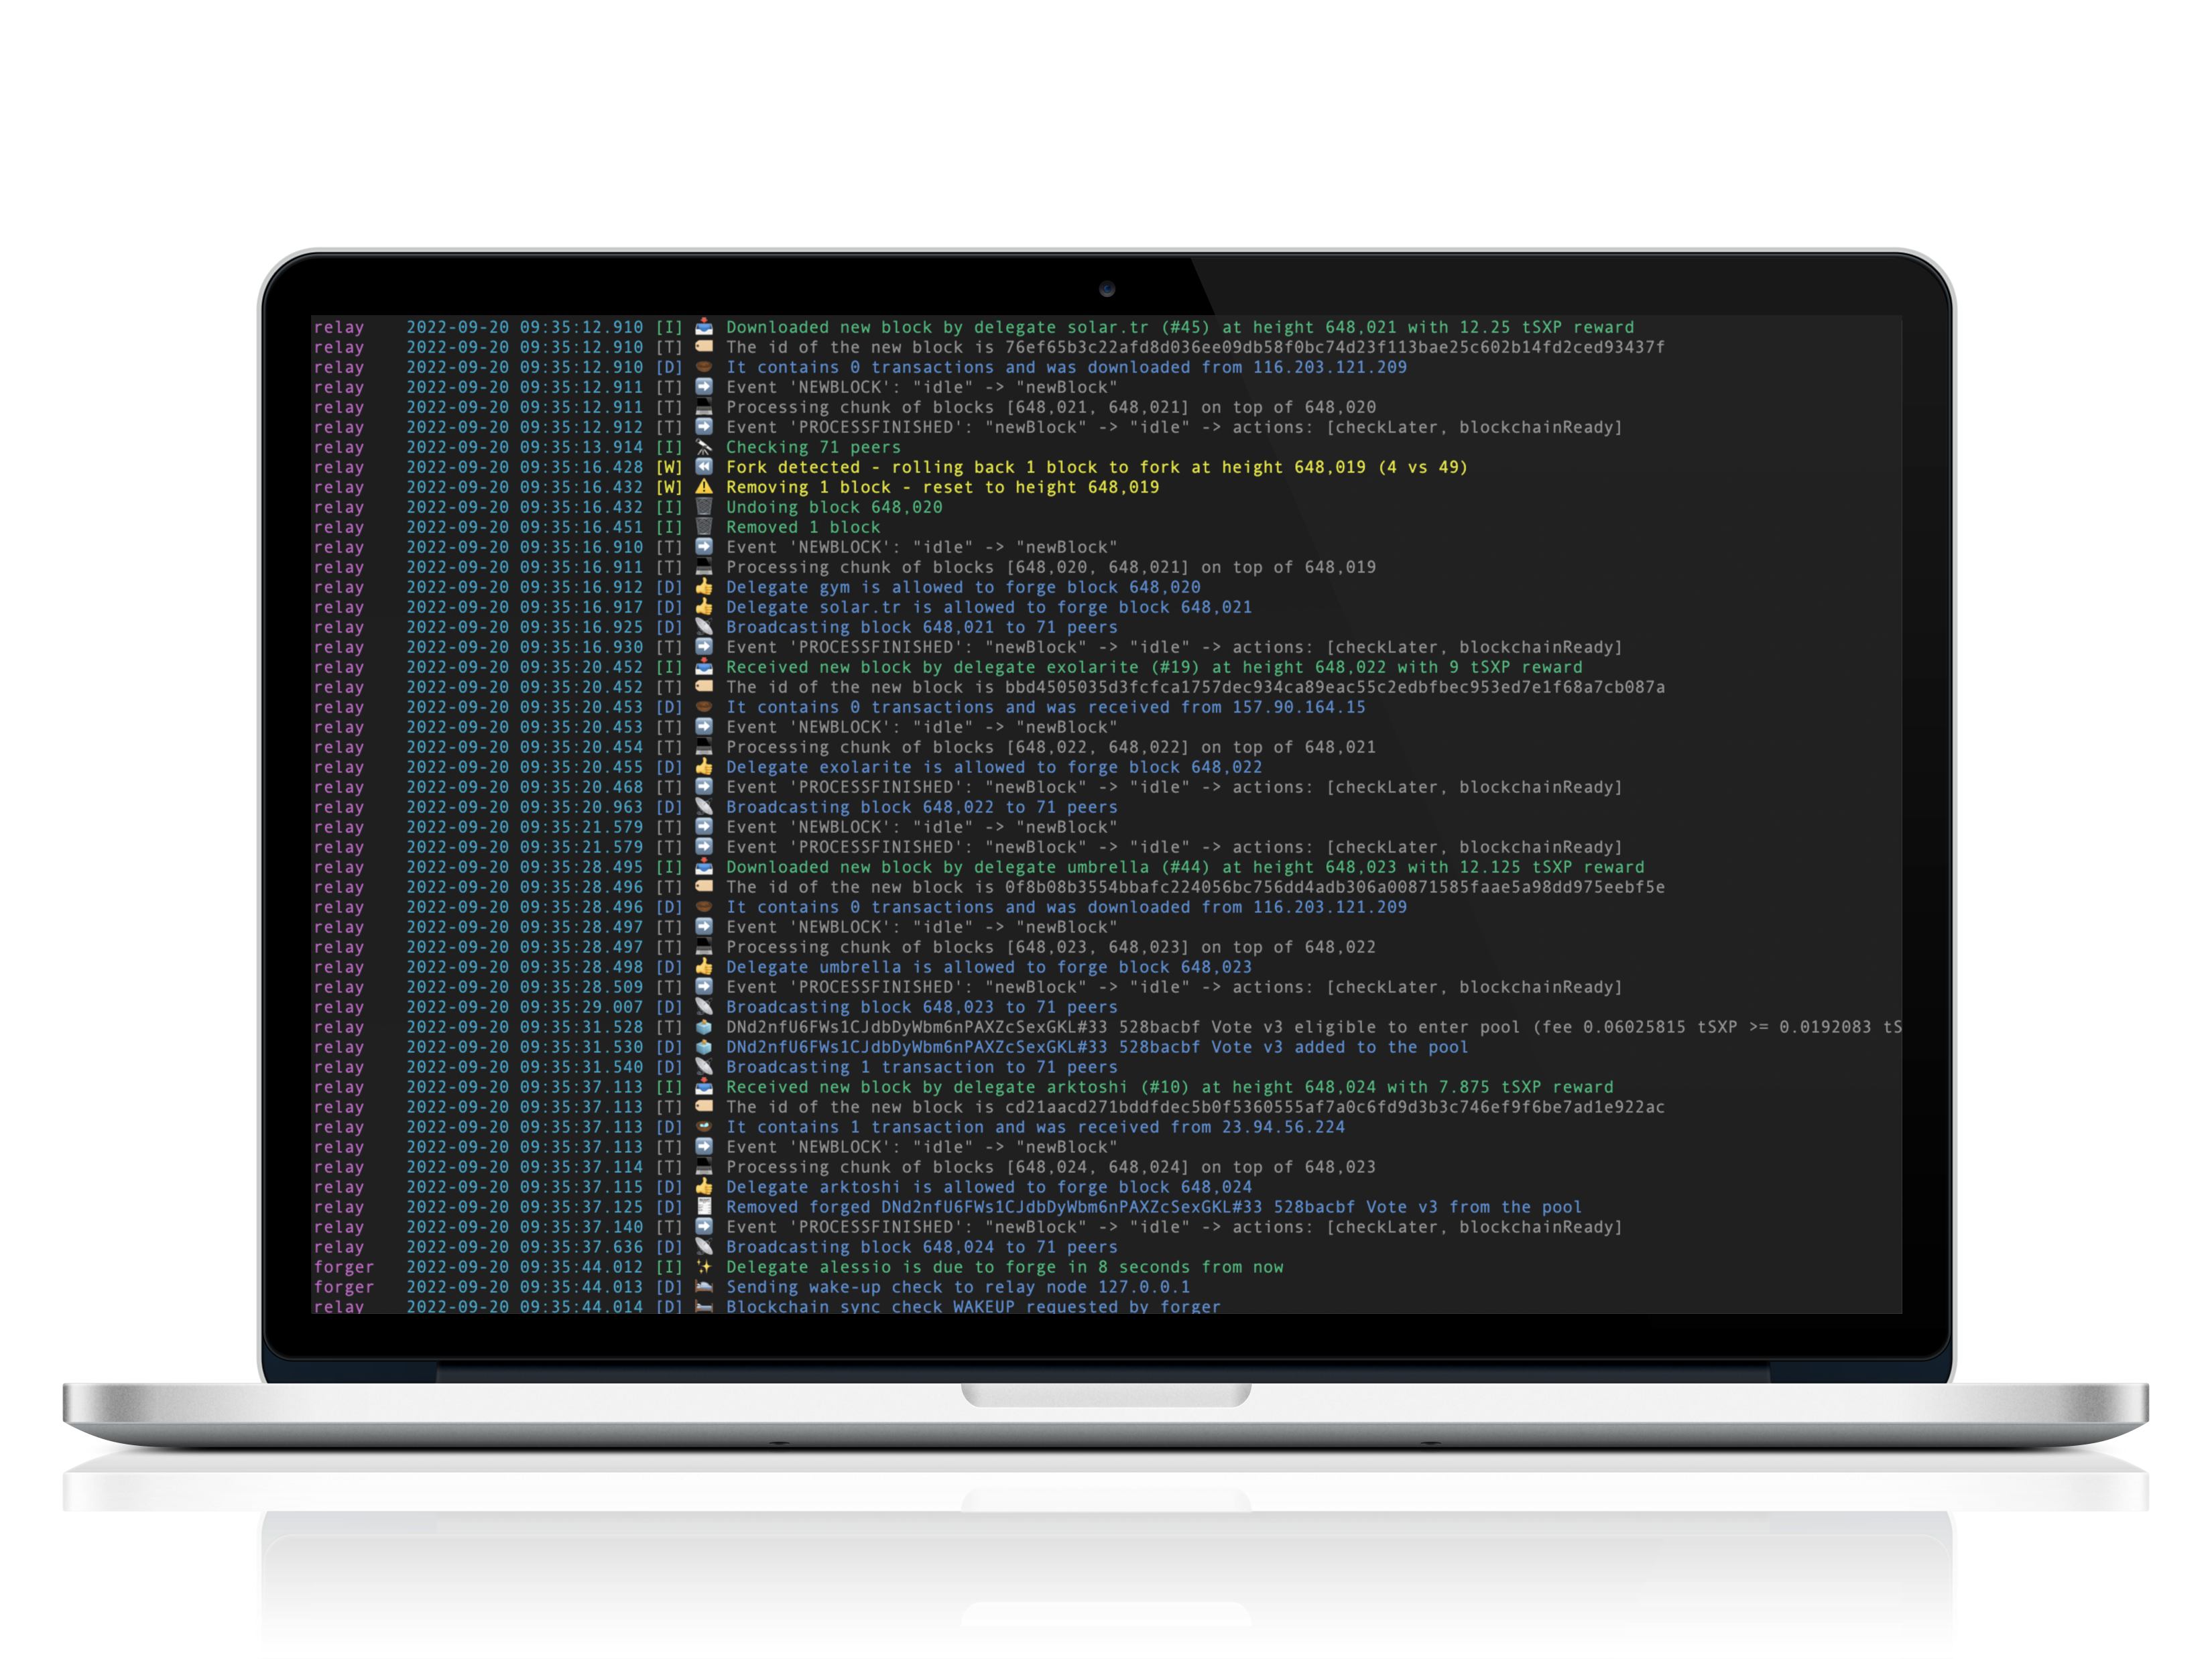 relay 2022-09-20 09:35:12.910 [I] 📥 Downloaded new block by delegate solar.tr (#45) at height 648,021 with 12.25 tSXP reward
relay 2022-09-20 09:35:12.910 [T] The id of the new block is 76ef65b3c22afd8d036ee09db58f0bc74d23f113bae25c602b14fd2ced93437f
relay 2022-09-20 09:35:12.910 [D] It contains 0 transactions and was downloaded from 116.203.121.209
relay 2022-09-20 09:35:12.911 [T] Event 'NEWBLOCK': "idle" -> "newBlock"
relay 2022-09-20 09:35:12.911 [T] Processing chunk of blocks [648,021, 648,021] on top of 648,020
relay 2022-09-20 09:35:12.912 [T] Event 'PROCESSFINISHED': "newBlock" -> "idle" -> actions: [checkLater, blockchainReady]
relay 2022-09-20 09:35:13.914 [I] Checking 71 peers
relay 2022-09-20 09:35:16.428 [W] Fork detected - rolling back 1 block to fork at height 648,019 (4 vs 49)
relay 2022-09-20 09:35:16.432 [W] Removing 1 block - reset to height 648,019
relay 2022-09-20 09:35:16.432 [I] Undoing block 648,020
relay 2022-09-20 09:35:16.451 [I] Removed 1 block
relay 2022-09-20 09:35:16.910 [T] Event 'NEWBLOCK': "idle" -> "newBlock"
relay 2022-09-20 09:35:16.911 [T] Processing chunk of blocks [648,020, 648,021] on top of 648,019
relay 2022-09-20 09:35:16.912 [D] Delegate gym is allowed to forge block 648,020
relay 2022-09-20 09:35:16.917 [D] Delegate solar.tr is allowed to forge block 648,021
relay 2022-09-20 09:35:16.925 [D] Broadcasting block 648,021 to 71 peers
relay 2022-09-20 09:35:16.930 [T] Event 'PROCESSFINISHED': "newBlock" -> "idle" -> actions: [checkLater, blockchainReady]
relay 2022-09-20 09:35:20.452 [I] Received new block by delegate exolarite (#19) at height 648,022 with 9 tSXP reward
relay 2022-09-20 09:35:20.452 [T] The id of the new block is bbd4505035d3fcfca1757dec934ca89eac55c2edbfbec953ed7e1f68a7cb087a
relay 2022-09-20 09:35:20.453 [D] It contains 0 transactions and was received from 157.90.164.15
relay 2022-09-20 09:35:20.453 [T] Event 'NEWBLOCK': "idle" -> "newBlock"
relay 2022-09-20 09:35:20.454 [T] Processing chunk of blocks [648,022, 648,022] on top of 648,021
relay 2022-09-20 09:35:20.455 [D] Delegate exolarite is allowed to forge block 648,022
relay 2022-09-20 09:35:20.468 [T] Event 'PROCESSFINISHED': "newBlock" -> "idle" -> actions: [checkLater, blockchainReady]
relay 2022-09-20 09:35:20.963 [D] Broadcasting block 648,022 to 71 peers
relay 2022-09-20 09:35:21.579 [T] Event 'NEWBLOCK': "idle" -> "newBlock"
relay 2022-09-20 09:35:21.579 [T] Event 'PROCESSFINISHED': "newBlock" -> "idle" -> actions: [checkLater, blockchainReady]
relay 2022-09-20 09:35:28.495 [I] Downloaded new block by delegate umbrella (#44) at height 648,023 with 12.125 tSXP reward
relay 2022-09-20 09:35:28.496 [T] The id of the new block is 0f8b08b3554bbafc224056bc756dd4adb306a00871585faae5a98dd975eebf5e
relay 2022-09-20 09:35:28.496 [D] It contains 0 transactions and was downloaded from 116.203.121.209
relay 2022-09-20 09:35:28.497 [T] Event 'NEWBLOCK': "idle" -> "newBlock"
relay 2022-09-20 09:35:28.497 [T] Processing chunk of blocks [648,023, 648,023] on top of 648,022
relay 2022-09-20 09:35:28.498 [D] Delegate umbrella is allowed to forge block 648,023
relay 2022-09-20 09:35:28.509 [T] Event 'PROCESSFINISHED': "newBlock" -> "idle" -> actions: [checkLater, blockchainReady]
relay 2022-09-20 09:35:29.007 [D] Broadcasting block 648,023 to 71 peers
relay 2022-09-20 09:35:31.528 [T] DNd2nfU6FWs1CJdbDyWbm6nPAXZcSexGKL#33 528bacbf Vote v3 eligible to enter pool (fee 0.06025815 tSXP >= 0.0192083 tS
relay 2022-09-20 09:35:31.530 [D] DNd2nfU6FWs1CJdbDyWbm6nPAXZcSexGKL#33 528bacbf Vote v3 added to the pool
relay 2022-09-20 09:35:31.540 [D] Broadcasting 1 transaction to 71 peers
relay 2022-09-20 09:35:37.113 [I] Received new block by delegate arktoshi (#10) at height 648,024 with 7.875 tSXP reward
relay 2022-09-20 09:35:37.113 [T] The id of the new block is cd21aacd271bddfdec5b0f5360555af7a0c6fd9d3b3c746ef9f6be7ad1e922ac
relay 2022-09-20 09:35:37.113 [D] It contains 1 transaction and was received from 23.94.56.224
relay 2022-09-20 09:35:37.113 [T] Event 'NEWBLOCK': "idle" -> "newBlock"
relay 2022-09-20 09:35:37.114 [T] Processing chunk of blocks [648,024, 648,024] on top of 648,023
relay 2022-09-20 09:35:37.115 [D] Delegate arktoshi is allowed to forge block 648,024
relay 2022-09-20 09:35:37.125 [D] Removed forged DNd2nfU6FWs1CJdbDyWbm6nPAXZcSexGKL#33 528bacbf Vote v3 from the pool
relay 2022-09-20 09:35:37.140 [T] Event 'PROCESSFINISHED': "newBlock" -> "idle" -> actions: [checkLater, blockchainReady]
relay 2022-09-20 09:35:37.636 [D] Broadcasting block 648,024 to 71 peers
forger 2022-09-20 09:35:44.012 [I] Delegate alessio is due to forge in 8 seconds from now
forger 2022-09-20 09:35:44.013 [D] Sending wake-up check to relay node 127.0.0.1
relay 2022-09-20 09:35:44.014 [D] Blockchain sync check WAKEUP requested by forger